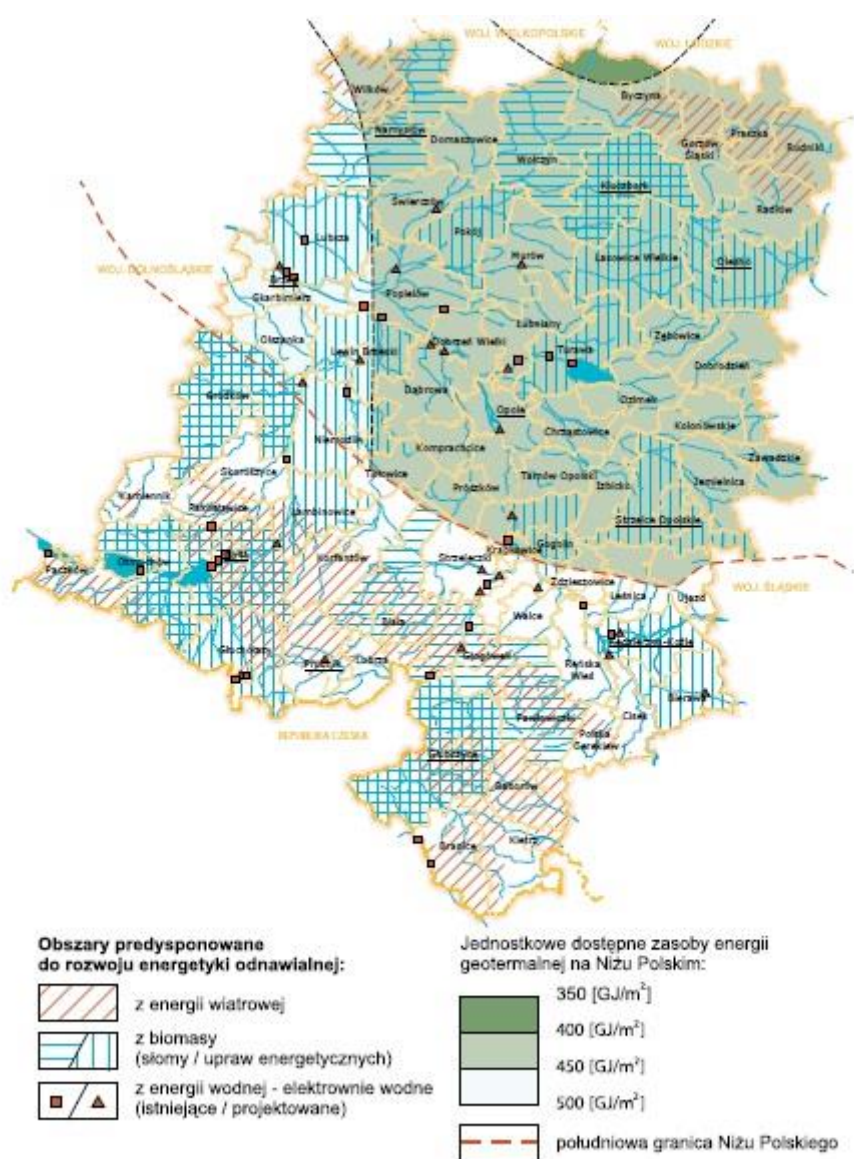 WOJ. WIELKOPOLSKIE
WOJ. ŁÓDZKIE
Wilków
Byczyna
Namysłów
Domaszowice
Wołczyn
Gorzów
Śląski
Praszka
Rudniki
Kluczbork
Radłów
Świerczów
Pokój
Lubsza
Murów
Lasowice Wielkie
Olesno
WOJ. DOLNOŚLĄSKIE
Skarbimierz
Popielów
Olszanka
Lewin Brzeski
Dobrzeń Wielki
Łubniany
Turawa
Zębowice
Dobrodzień
Grodków
Dąbrowa
Opole
Ozimek
Niemodlin
Komprachcice
Chrząstowice
Kolonowskie
Zawadzkie
Skoroszyce
Tułowice
Prószków
Tarnów Opolski
Izbicko
Jemielnica
Kamiennik
Pakosławice
Łambinowice
Strzelce Opolskie
Gogolin
Korfantów
Strzeleczki
Krapkowice
Paczków
Otmuchów
Nysa
Zdzieszowice
Leśnica
Ujazd
WOJ. ŚLĄSKIE
Biała
Walce
Głuchołazy
Prudnik
Lubrza
Głogówek
Kędzierzyn-Koźle
Reńska
Wieś
Bierawa
Pawłowiczki
Cisek
Polska
Cerekiew
REPUBLIKA CZESKA
Głubczyce
Baborów
Branice
Kietrz
Obszary predysponowane
do rozwoju energetyki odnawialnej:
z energii wiatrowej
z biomasy
(słomy / upraw energetycznych)
z energii wodnej - elektrownie wodne
(istniejące / projektowane)
Jednostkowe dostępne zasoby energii
geotermalnej na Niżu Polskim:
350 [GJ/m²]
400 [GJ/m²]
450 [GJ/m²]
500 [GJ/m²]
południowa granica Niżu Polskiego